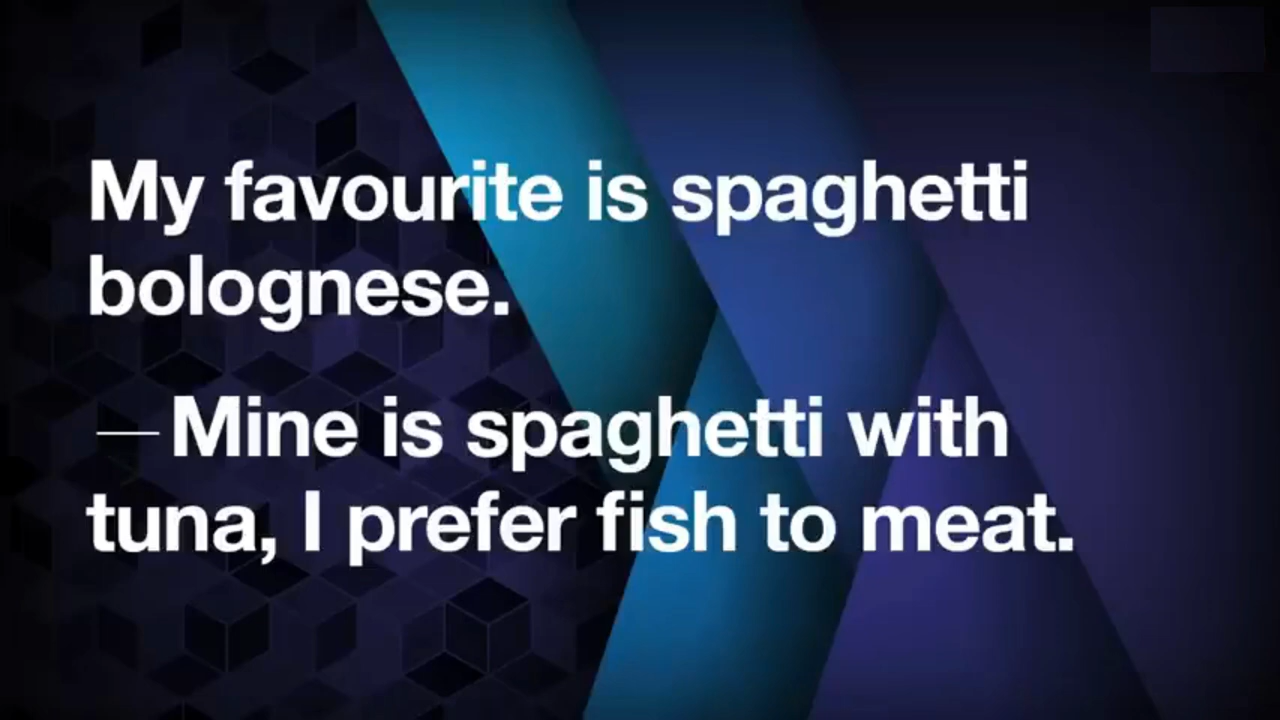 My favourite is spaghetti
bolognese.
— Mine is spaghetti with
tuna, I prefer fish to meat.